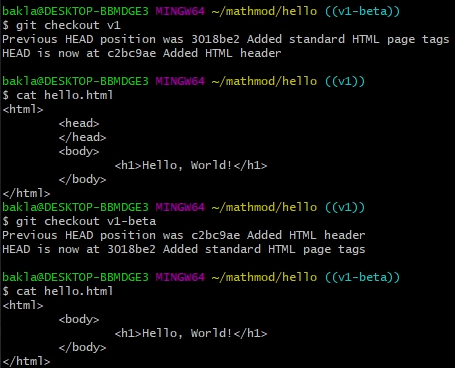 bakla@DESKTOP-BBMDGE3 MINGW64 ~/mathmod/hello ((v1-beta))
$ git checkout v1
Previous HEAD position was 3018be2 Added standard HTML page tags
HEAD is now at c2bc9ae Added HTML header
bakla@DESKTOP-BBMDGE3 MINGW64 ~/mathmod/hello ((v1))
$ cat hello.html
<html>
        <head>
        </head>
        <body>
                <h1>Hello, World!</h1>
        </body>
</html>
bakla@DESKTOP-BBMDGE3 MINGW64 ~/mathmod/hello ((v1))
$ git checkout v1-beta
Previous HEAD position was c2bc9ae Added HTML header
HEAD is now at 3018be2 Added standard HTML page tags
bakla@DESKTOP-BBMDGE3 MINGW64 ~/mathmod/hello ((v1-beta))
$ cat hello.html
<html>
        <body>
                <h1>Hello, World!</h1>
        </body>
</html>